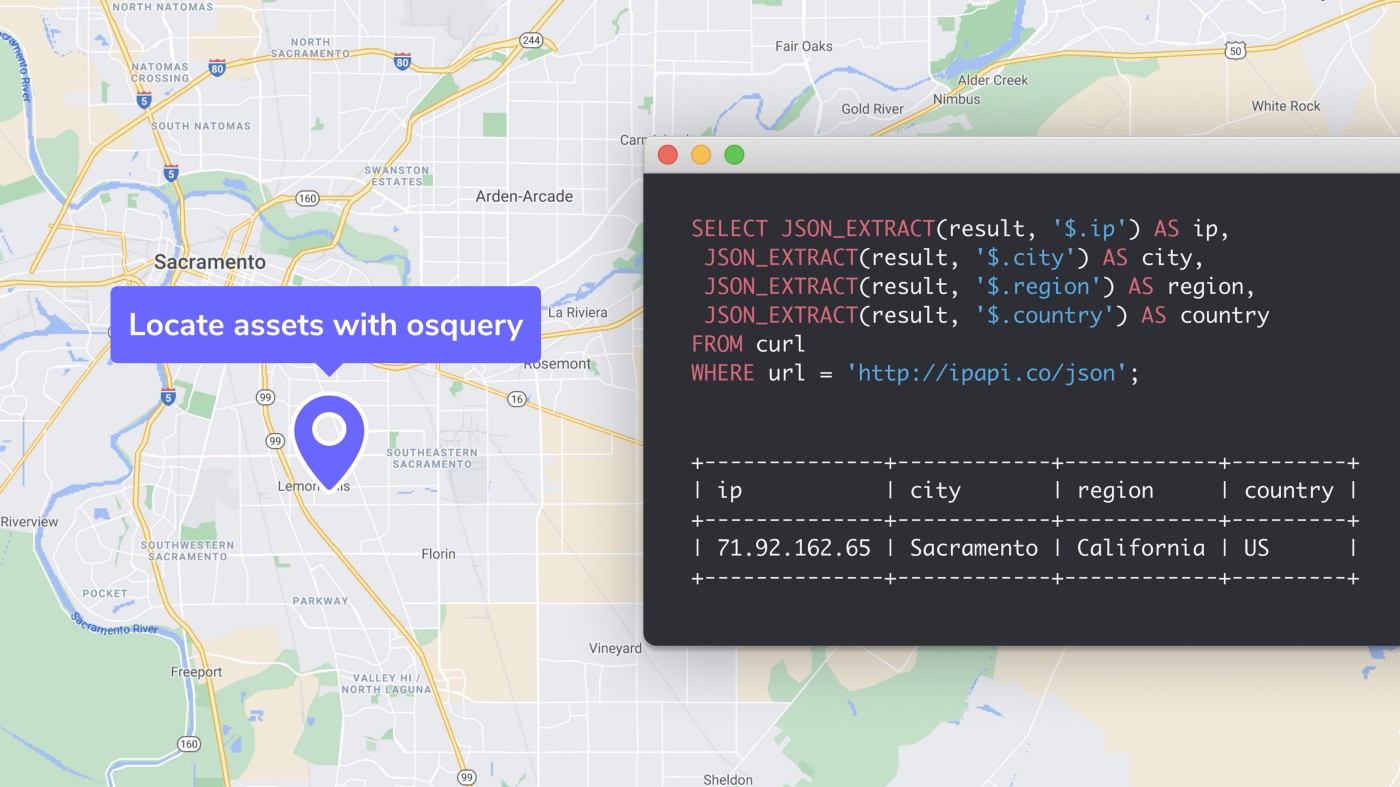 NORTH NATOMAS
NORTH
SACRAMENTO
244
Fair Oaks
50
80
80
NATOMAS
CROSSING
Alder Creek
Nimbus
5
Gold River
White Rock
SOUTH NATOMAS
5
SWANSTON
ESTATES
160
Arden-Arcade
Sacramento
Locate assets with osquery
La Riviera
Rosemont
5
99
16
99
SOUTHEASTERN
SACRAMENTO
Riverview
SOUTHWESTERN
SACRAMENTO
Florin
POCKET
PARKWAY
Sacramento River
Vineyard
Freeport
VALLEY HI /
NORTH LAGUNA
160
99
Sheldon
SELECT JSON_EXTRACT(result, '$.ip') AS ip,
JSON_EXTRACT(result, '$.city') AS city,
JSON_EXTRACT(result, '$.region') AS region,
JSON_EXTRACT(result, '$.country') AS country
FROM curl
WHERE url = 'http://ipapi.co/json';
+--------------+------------+------------+---------+
| ip | city | region | country |
+--------------+------------+------------+---------+
| 71.92.162.65 | Sacramento | California | US |
+--------------+------------+------------+---------+